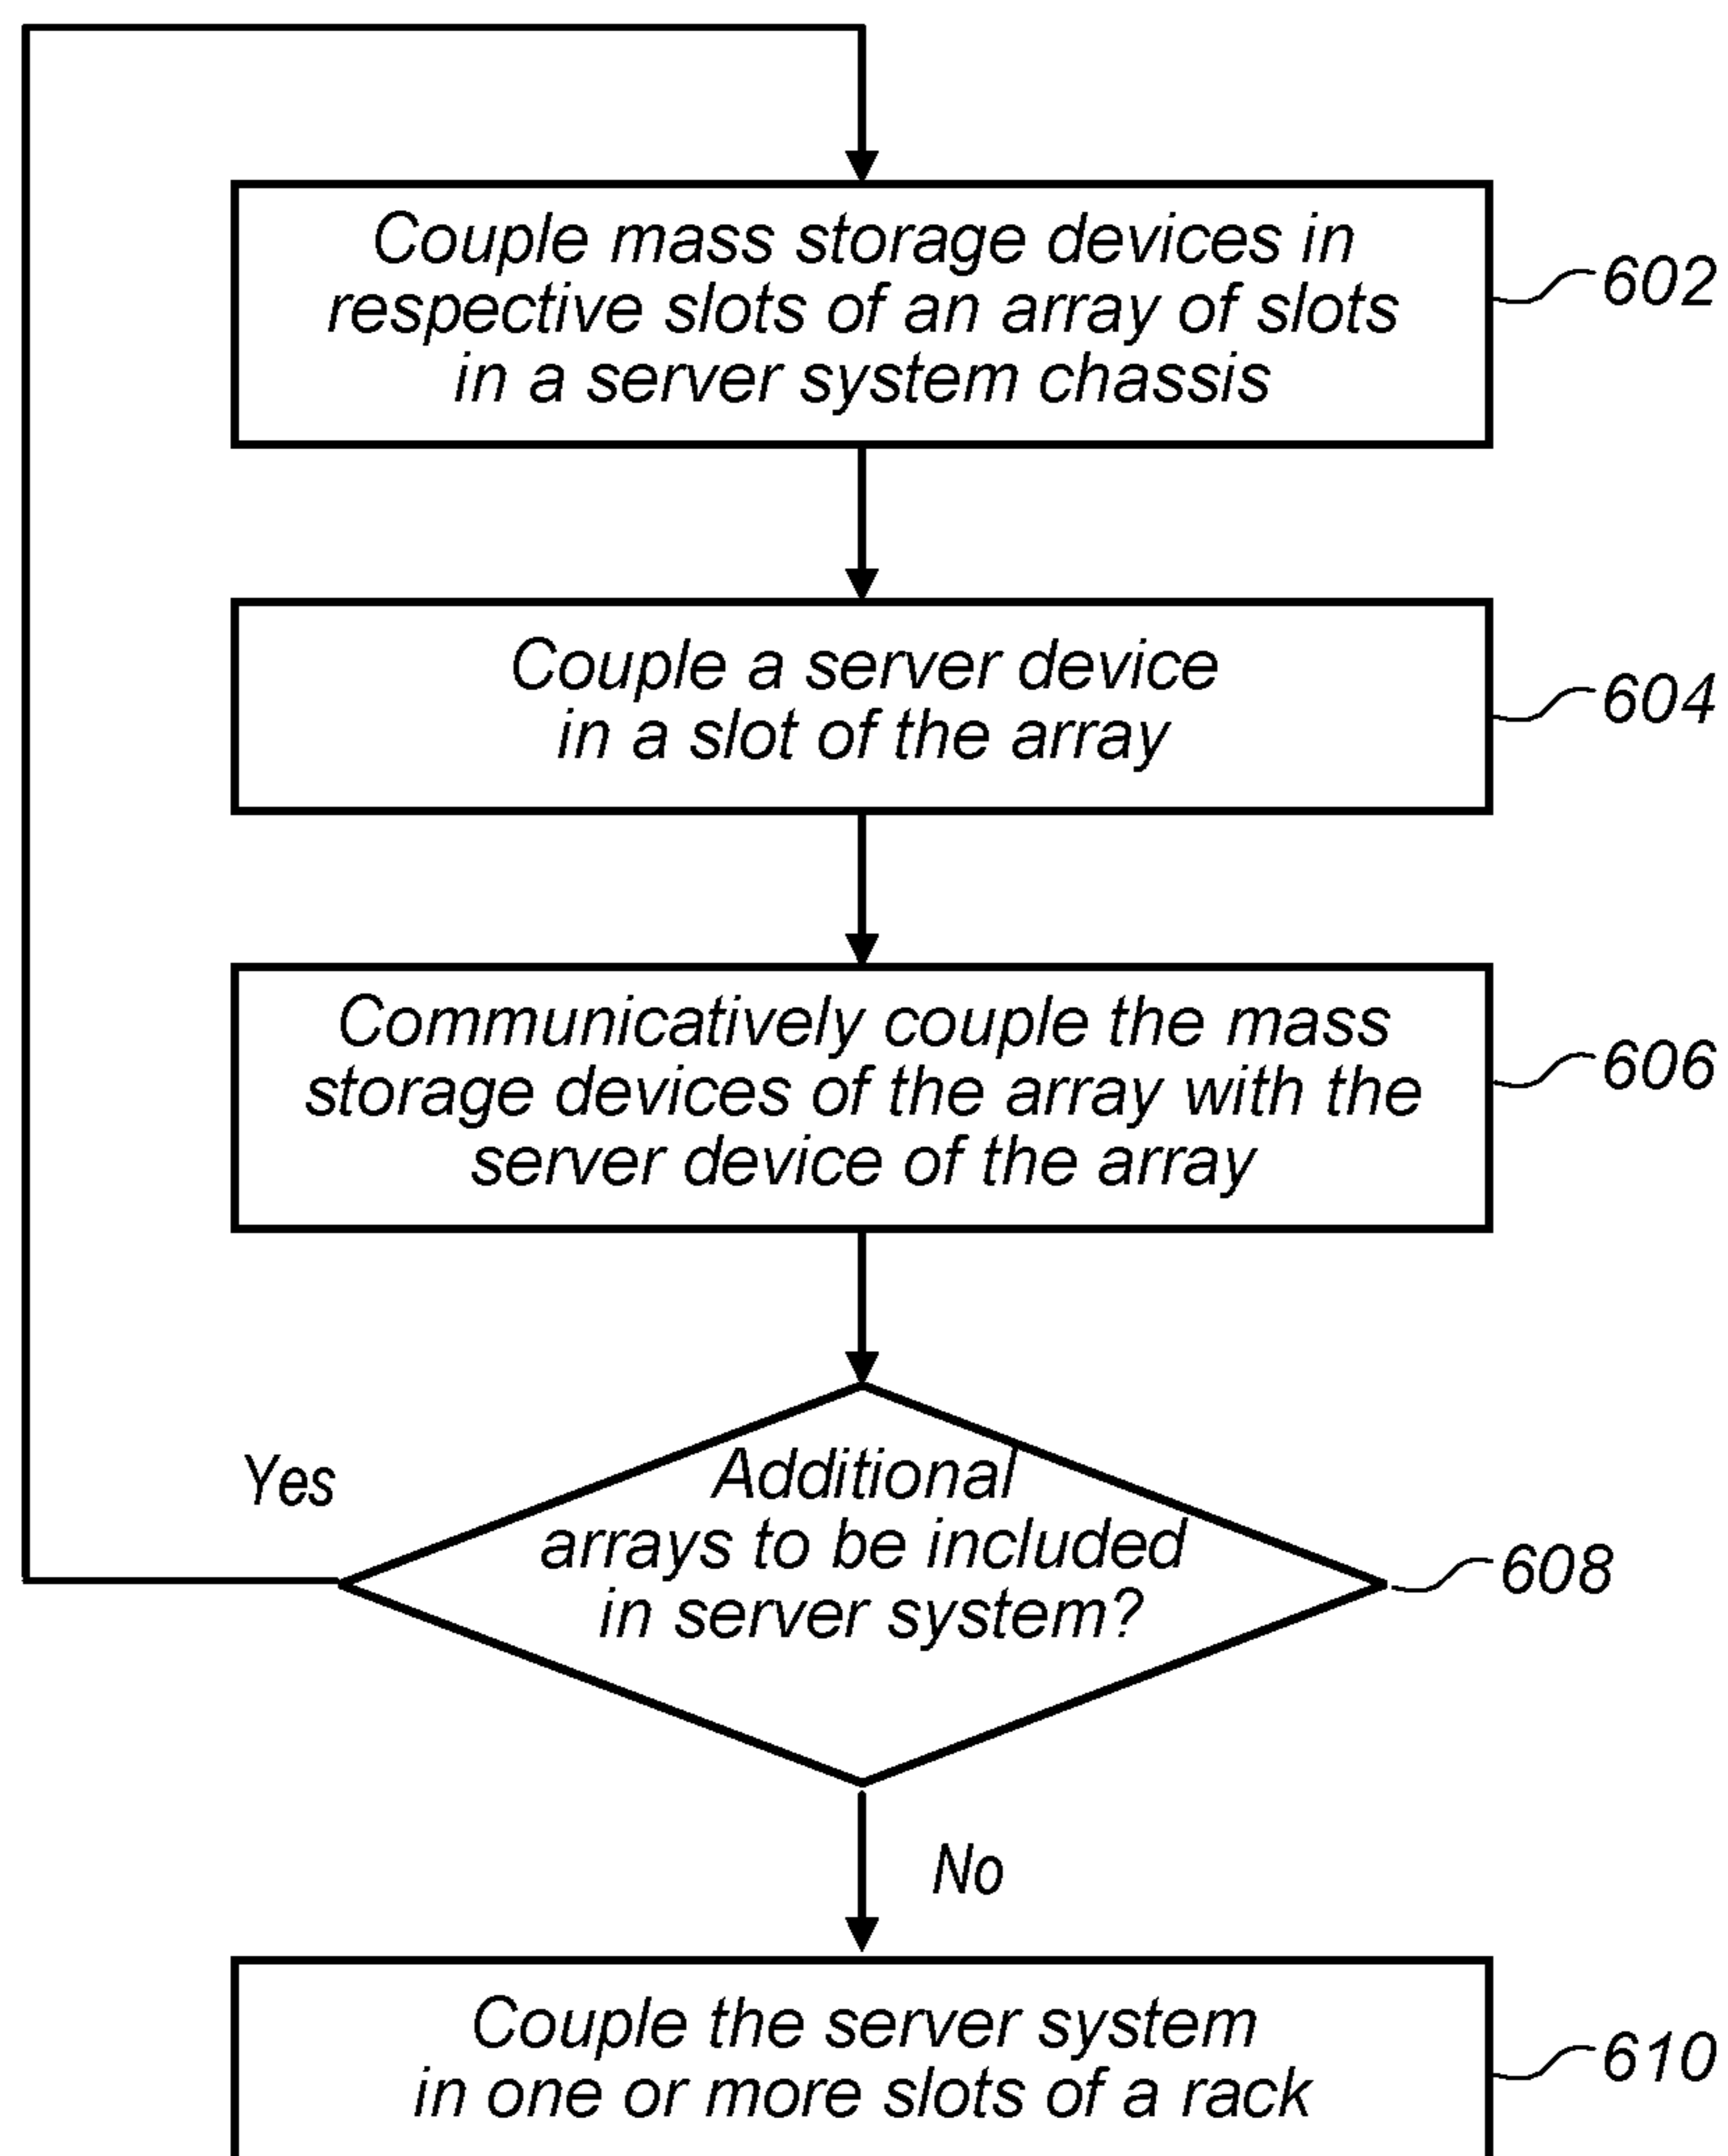 Couple mass storage devices in
respective slots of an array of slots
in a server system chassis
602
Couple a server device
in a slot of the array
604
Communicatively couple the mass
storage devices of the array with the
server device of the array
606
Yes
Additional
arrays to be included
in server system?
608
No
Couple the server system
in one or more slots of a rack
610